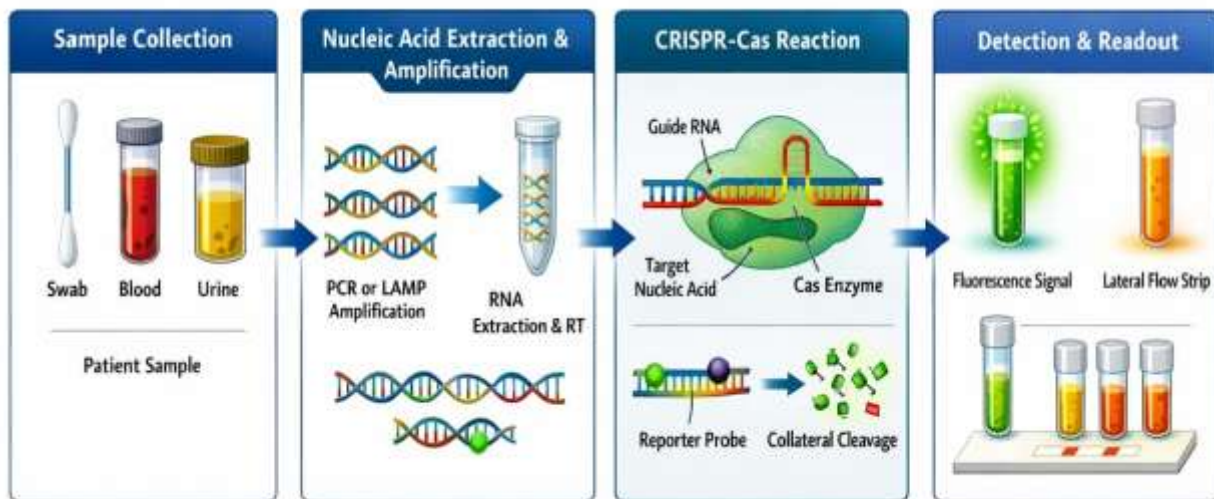 Sample Collection
Swab
Blood
Urine
Patient Sample
Nucleic Acid Extraction &
Amplification
PCR or LAMP
Amplification
RNA
Extraction & RT
CRISPR-Cas Reaction
Guide RNA
Target
Nucleic Acid
Cas Enzyme
Reporter Probe
Collateral Cleavage
Detection & Readout
Fluorescence Signal
Lateral Flow Strip